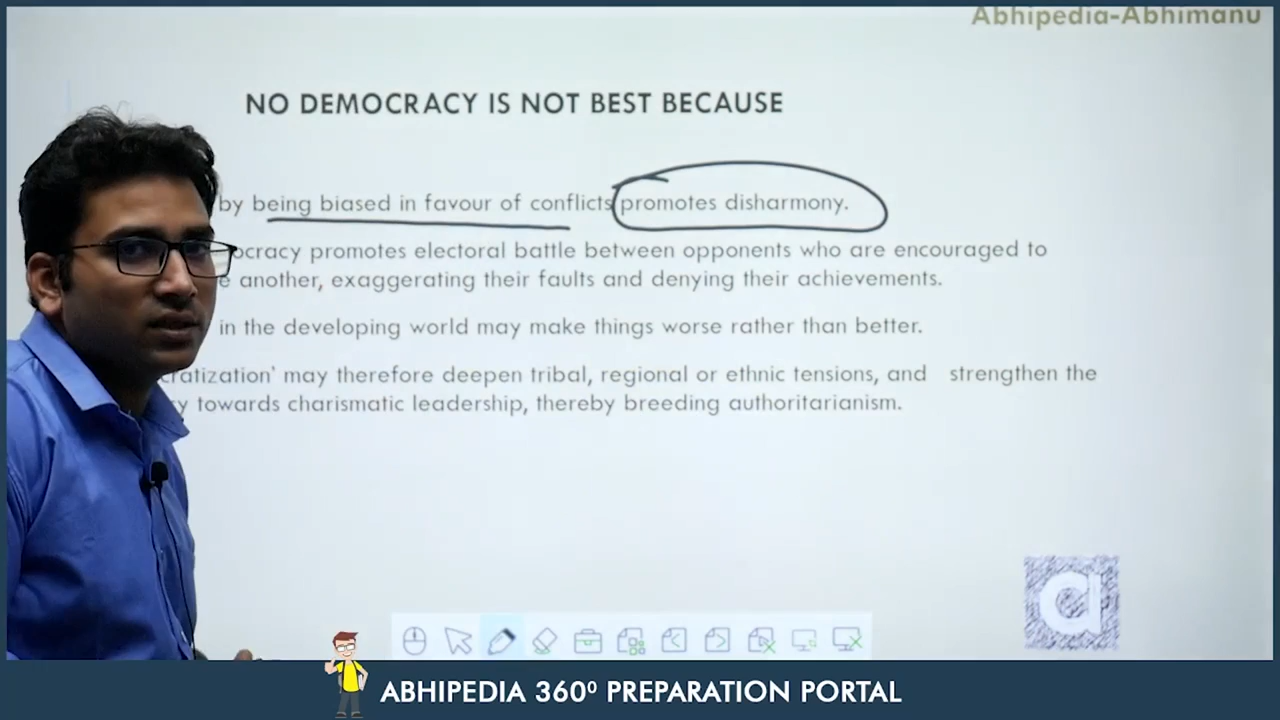 Abhipedia-Abhimanu
NO DEMOCRACY IS NOT BEST BECAUSE
by being biased in favour of conflicts promotes disharmony.
ocracy promotes electoral battle between opponents who are encouraged to
e another, exaggerating their faults and denying their achievements.
in the developing world may make things worse rather than better.
cratization' may therefore deepen tribal, regional or ethnic tensions, and strengthen the
y towards charismatic leadership, thereby breeding authoritarianism.
ABHIPEDIA 360⁰ PREPARATION PORTAL